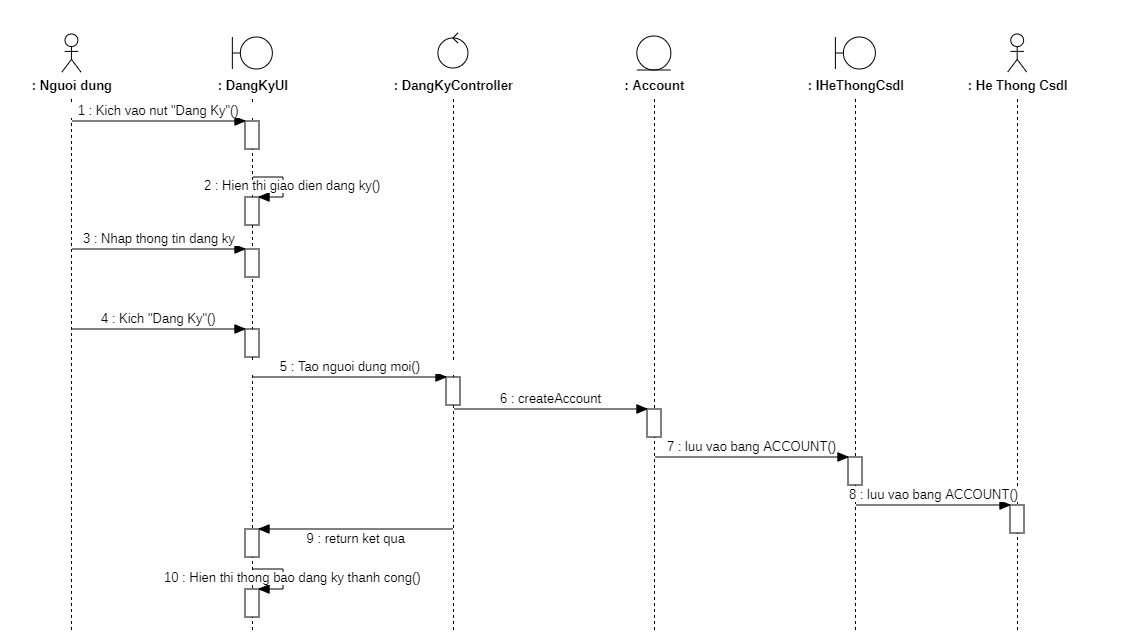 : Nguoi dung
: DangKyUI
: DangKyController
: Account
: IHeThongCsdl
: He Thong Csdl
1 : Kich vao nut "Dang Ky"()
2 : Hien thi giao dien dang ky()
3 : Nhap thong tin dang ky
4 : Kich "Dang Ky"()
5 : Tao nguoi dung moi()
6 : createAccount
7 : luu vao bang ACCOUNT()
8 : luu vao bang ACCOUNT()
9 : return ket qua
10 : Hien thi thong bao dang ky thanh cong()